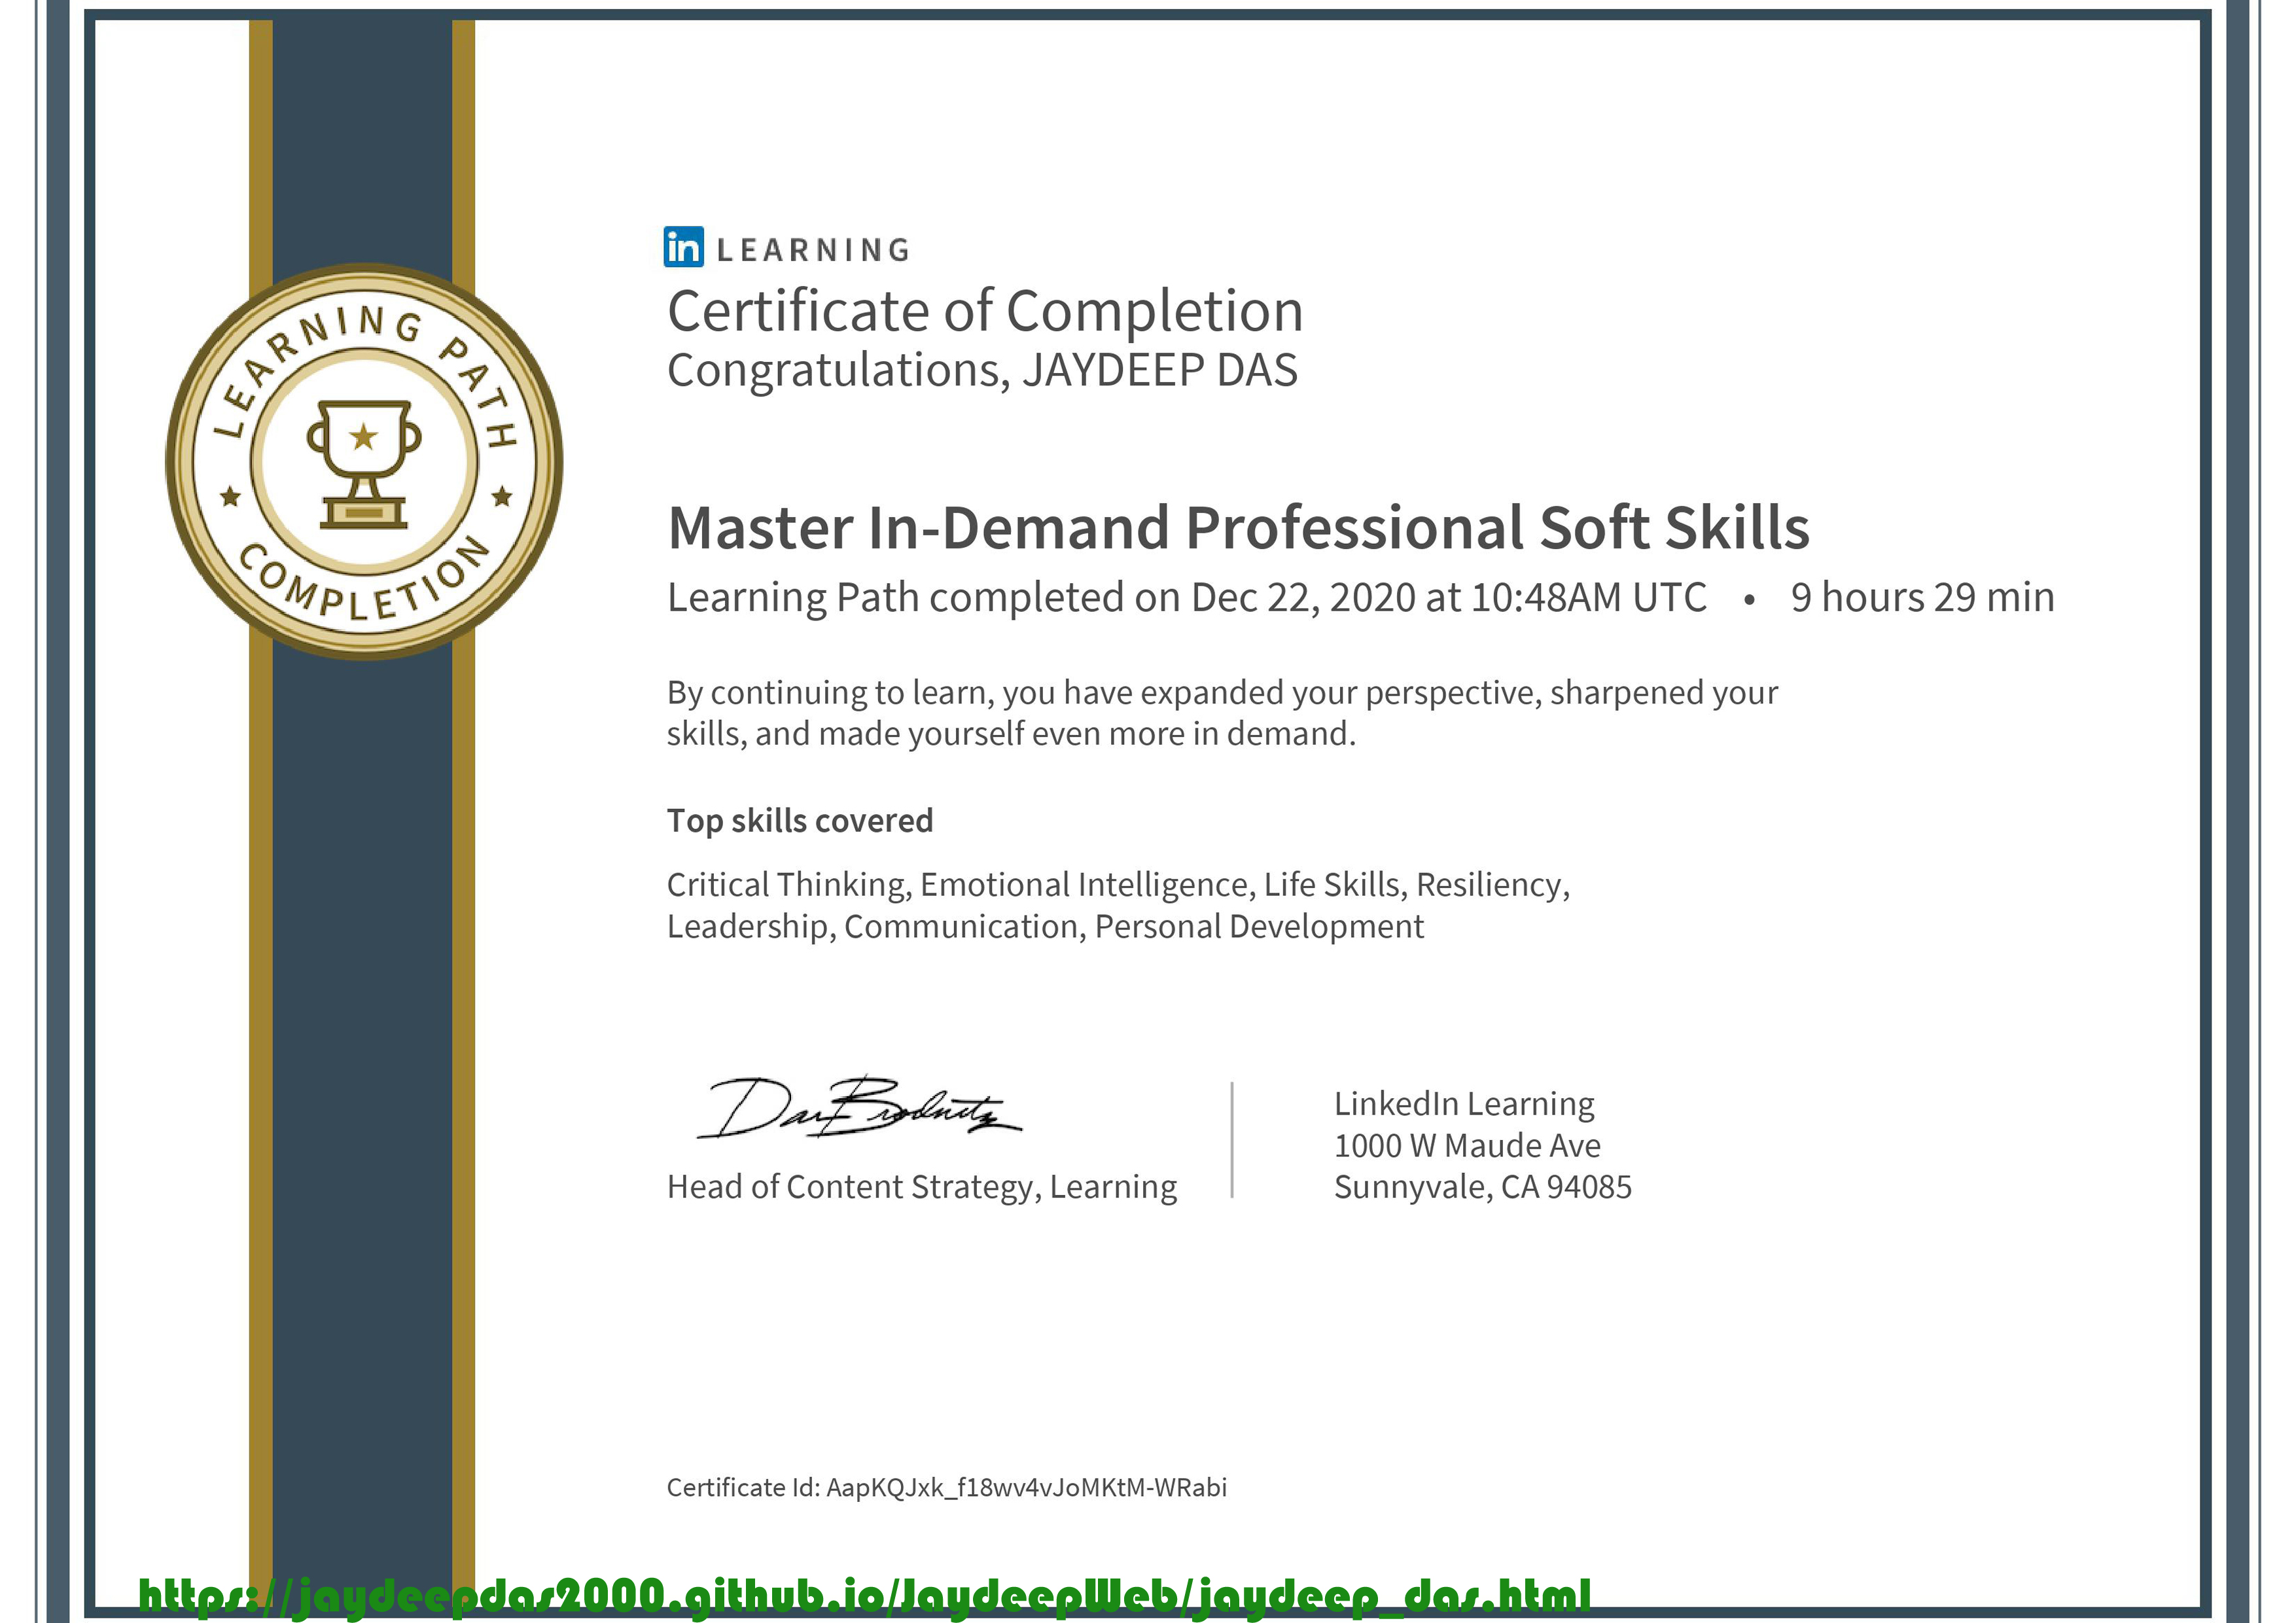 LEARNING PATH
COMPLETION
in LEARNING
Certificate of Completion
Congratulations, JAYDEEP DAS
Master In-Demand Professional Soft Skills
Learning Path completed on Dec 22, 2020 at 10:48AM UTC • 9 hours 29 min
By continuing to learn, you have expanded your perspective, sharpened your
skills, and made yourself even more in demand.
Top skills covered
Critical Thinking, Emotional Intelligence, Life Skills, Resiliency,
Leadership, Communication, Personal Development
Dan Brodnitz
Head of Content Strategy, Learning
LinkedIn Learning
1000 W Maude Ave
Sunnyvale, CA 94085
Certificate Id: AapKQJxk_f18wv4vJoMKtM-WRabi
https://jaydeepdas2000.github.io/JaydeepWeb/jaydeep_das.html